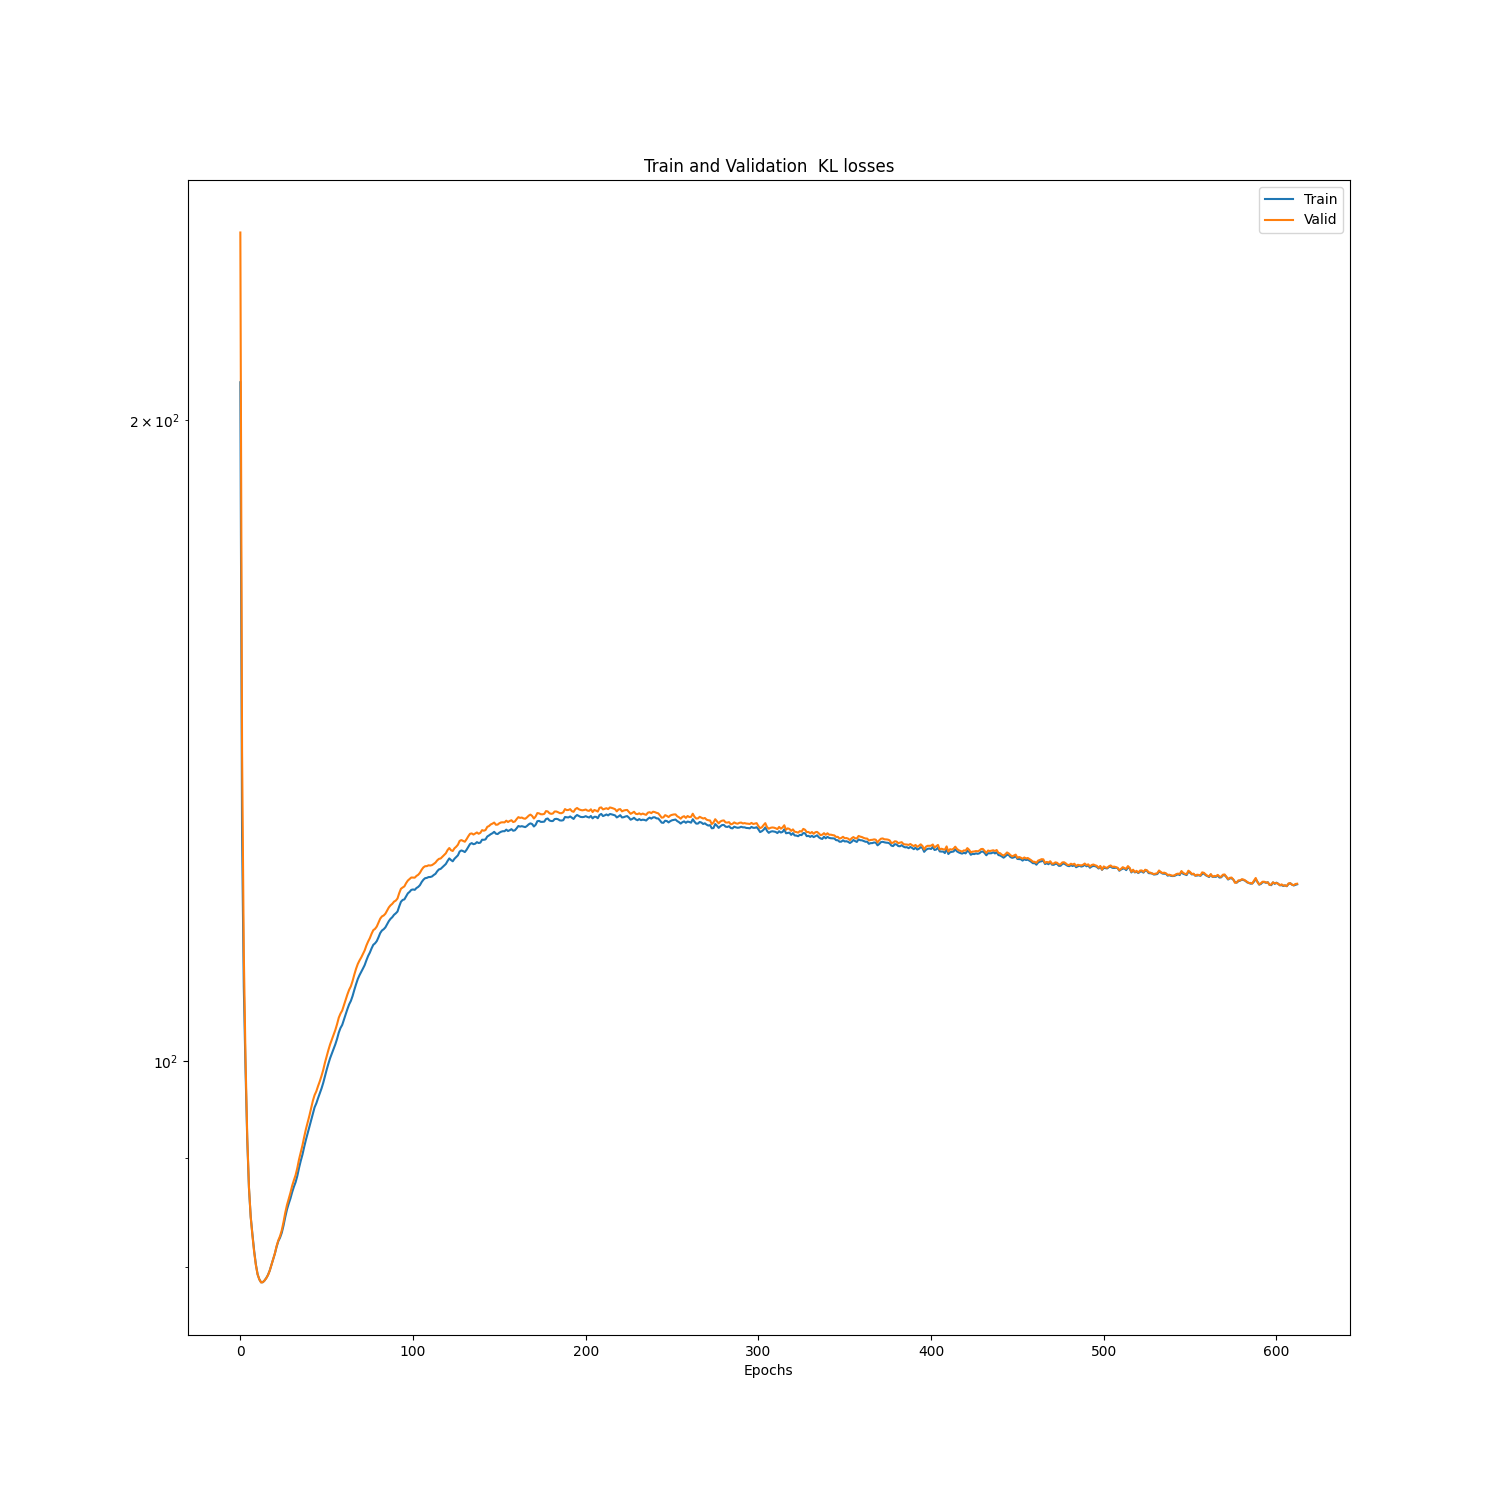 Train and Validation  KL losses
Train
Valid
2 × 10²
10²
0 100 200 300 400 500 600
Epochs